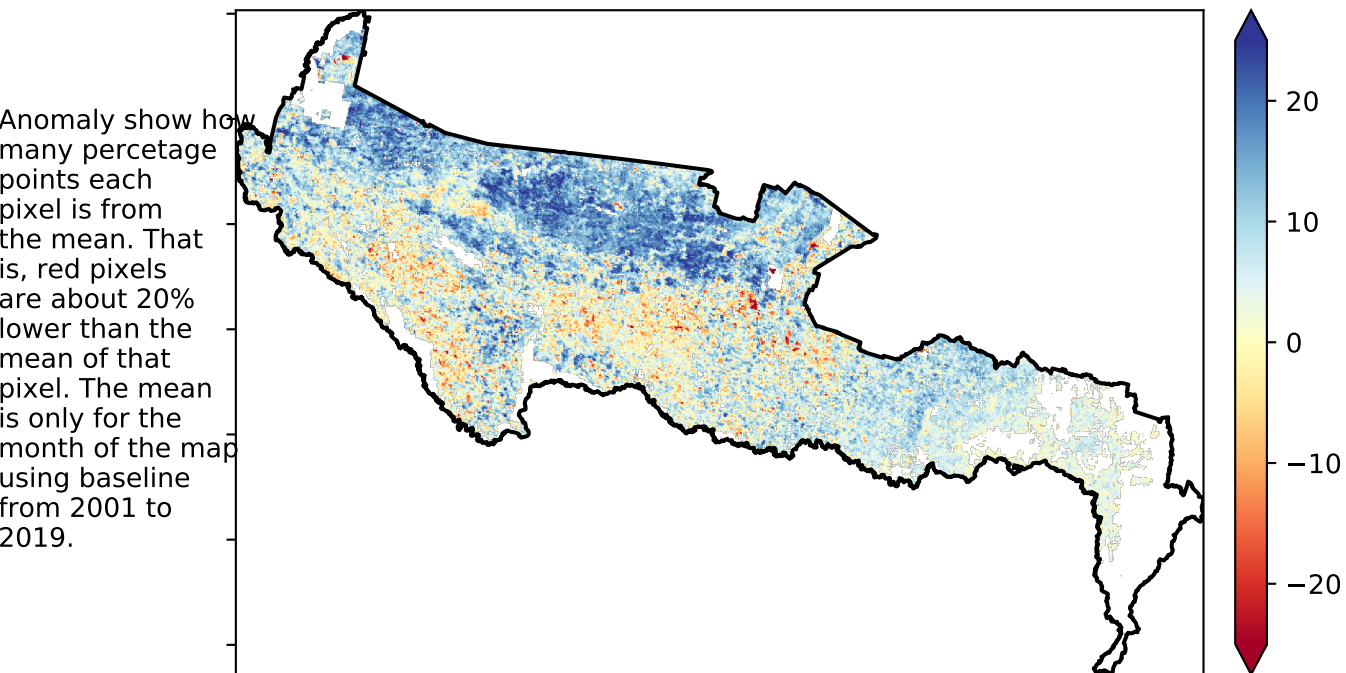 Anomaly show how
many percetage
points each
pixel is from
the mean. That
is, red pixels
are about 20%
lower than the
mean of that
pixel. The mean
is only for the
month of the map
using baseline
from 2001 to
2019.
20
10
0
−10
−20